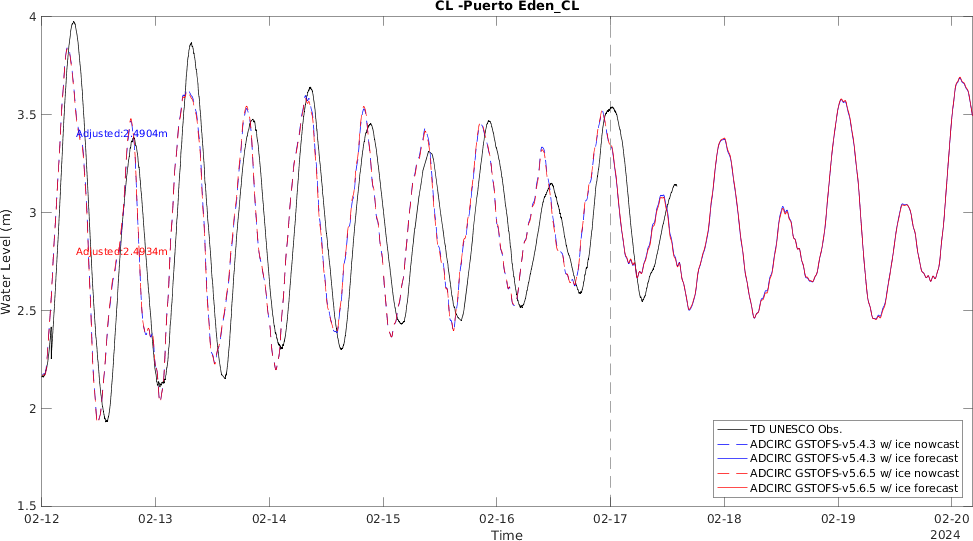 CL -Puerto Eden_CL
4
3.5
3
2.5
2
1.5
Water Level (m)
Adjusted:2.4904m
Adjusted:2.4934m
TD UNESCO Obs.
ADCIRC GSTOFS-v5.4.3 w/ ice nowcast
ADCIRC GSTOFS-v5.4.3 w/ ice forecast
ADCIRC GSTOFS-v5.6.5 w/ ice nowcast
ADCIRC GSTOFS-v5.6.5 w/ ice forecast
02-12 02-13 02-14 02-15 02-16 02-17 02-18 02-19 02-20
Time
2024